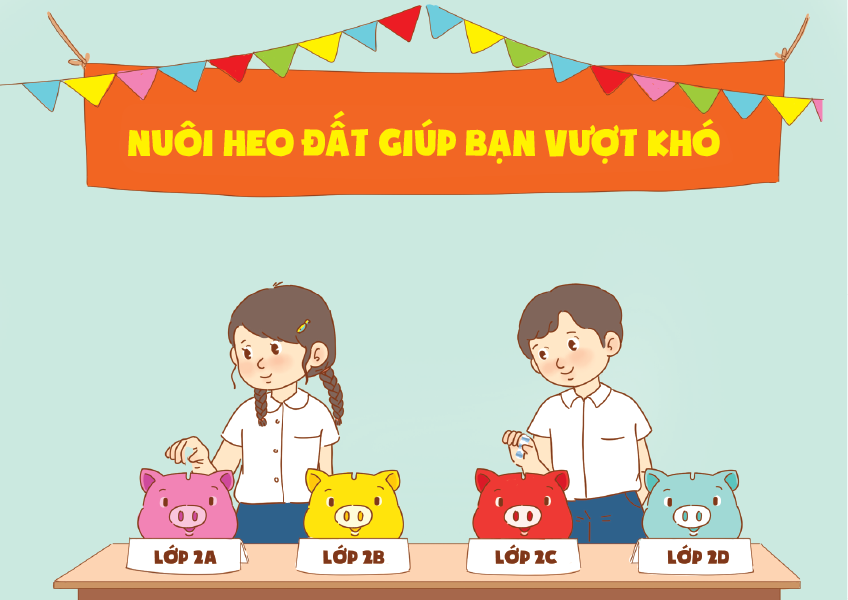 NUÔI HEO ĐẤT GIÚP BẠN VƯỢT KHÓ
LỚP 2A
LỚP 2B
LỚP 2C
LỚP 2D